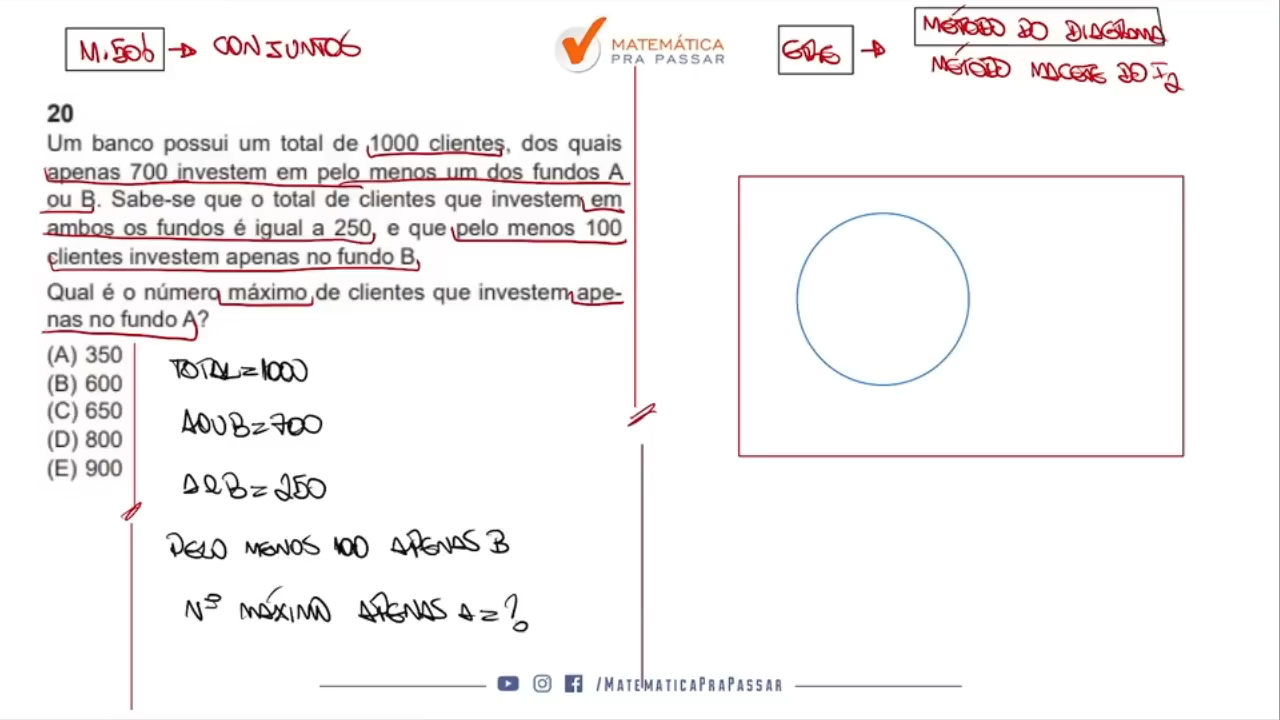 M.50b → CONJUNTOS
MATEMÁTICA
PRA PASSAR
MÉTODO DO DIAGRAMA
MÉTODO MACETE DO I2
20
Um banco possui um total de 1000 clientes, dos quais
apenas 700 investem em pelo menos um dos fundos A
ou B. Sabe-se que o total de clientes que investem em
ambos os fundos é igual a 250, e que pelo menos 100
clientes investem apenas no fundo B.
Qual é o número máximo de clientes que investem ape-
nas no fundo A?
(A) 350
(B) 600
(C) 650
(D) 800
(E) 900
TOTAL=1000
AOUB=700
AeB=250
PELO MENOS 100 APENAS B
Nº MÁXIMO APENAS A=?
/MATEMATICAPRAPASSAR